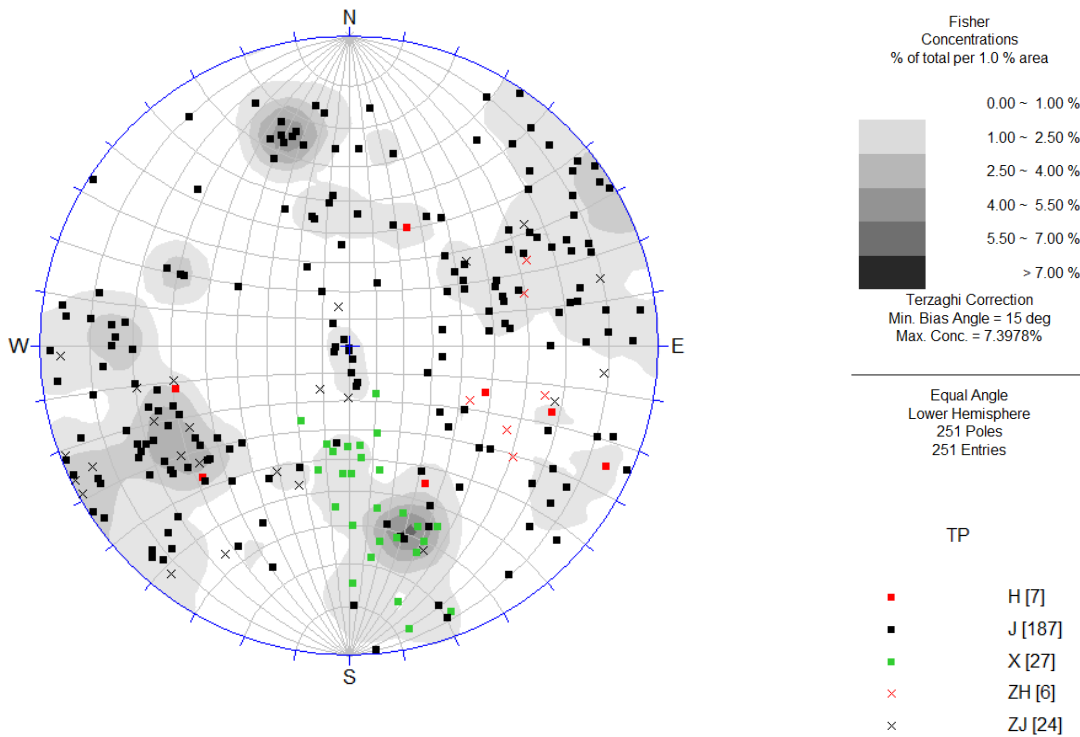 N
W
E
S
Fisher
Concentrations
% of total per 1.0 % area
0.00 ~ 1.00 %
1.00 ~ 2.50 %
2.50 ~ 4.00 %
4.00 ~ 5.50 %
5.50 ~ 7.00 %
> 7.00 %
Terzaghi Correction
Min. Bias Angle = 15 deg
Max. Conc. = 7.3978%
Equal Angle
Lower Hemisphere
251 Poles
251 Entries
TP
H [7]
J [187]
X [27]
ZH [6]
ZJ [24]